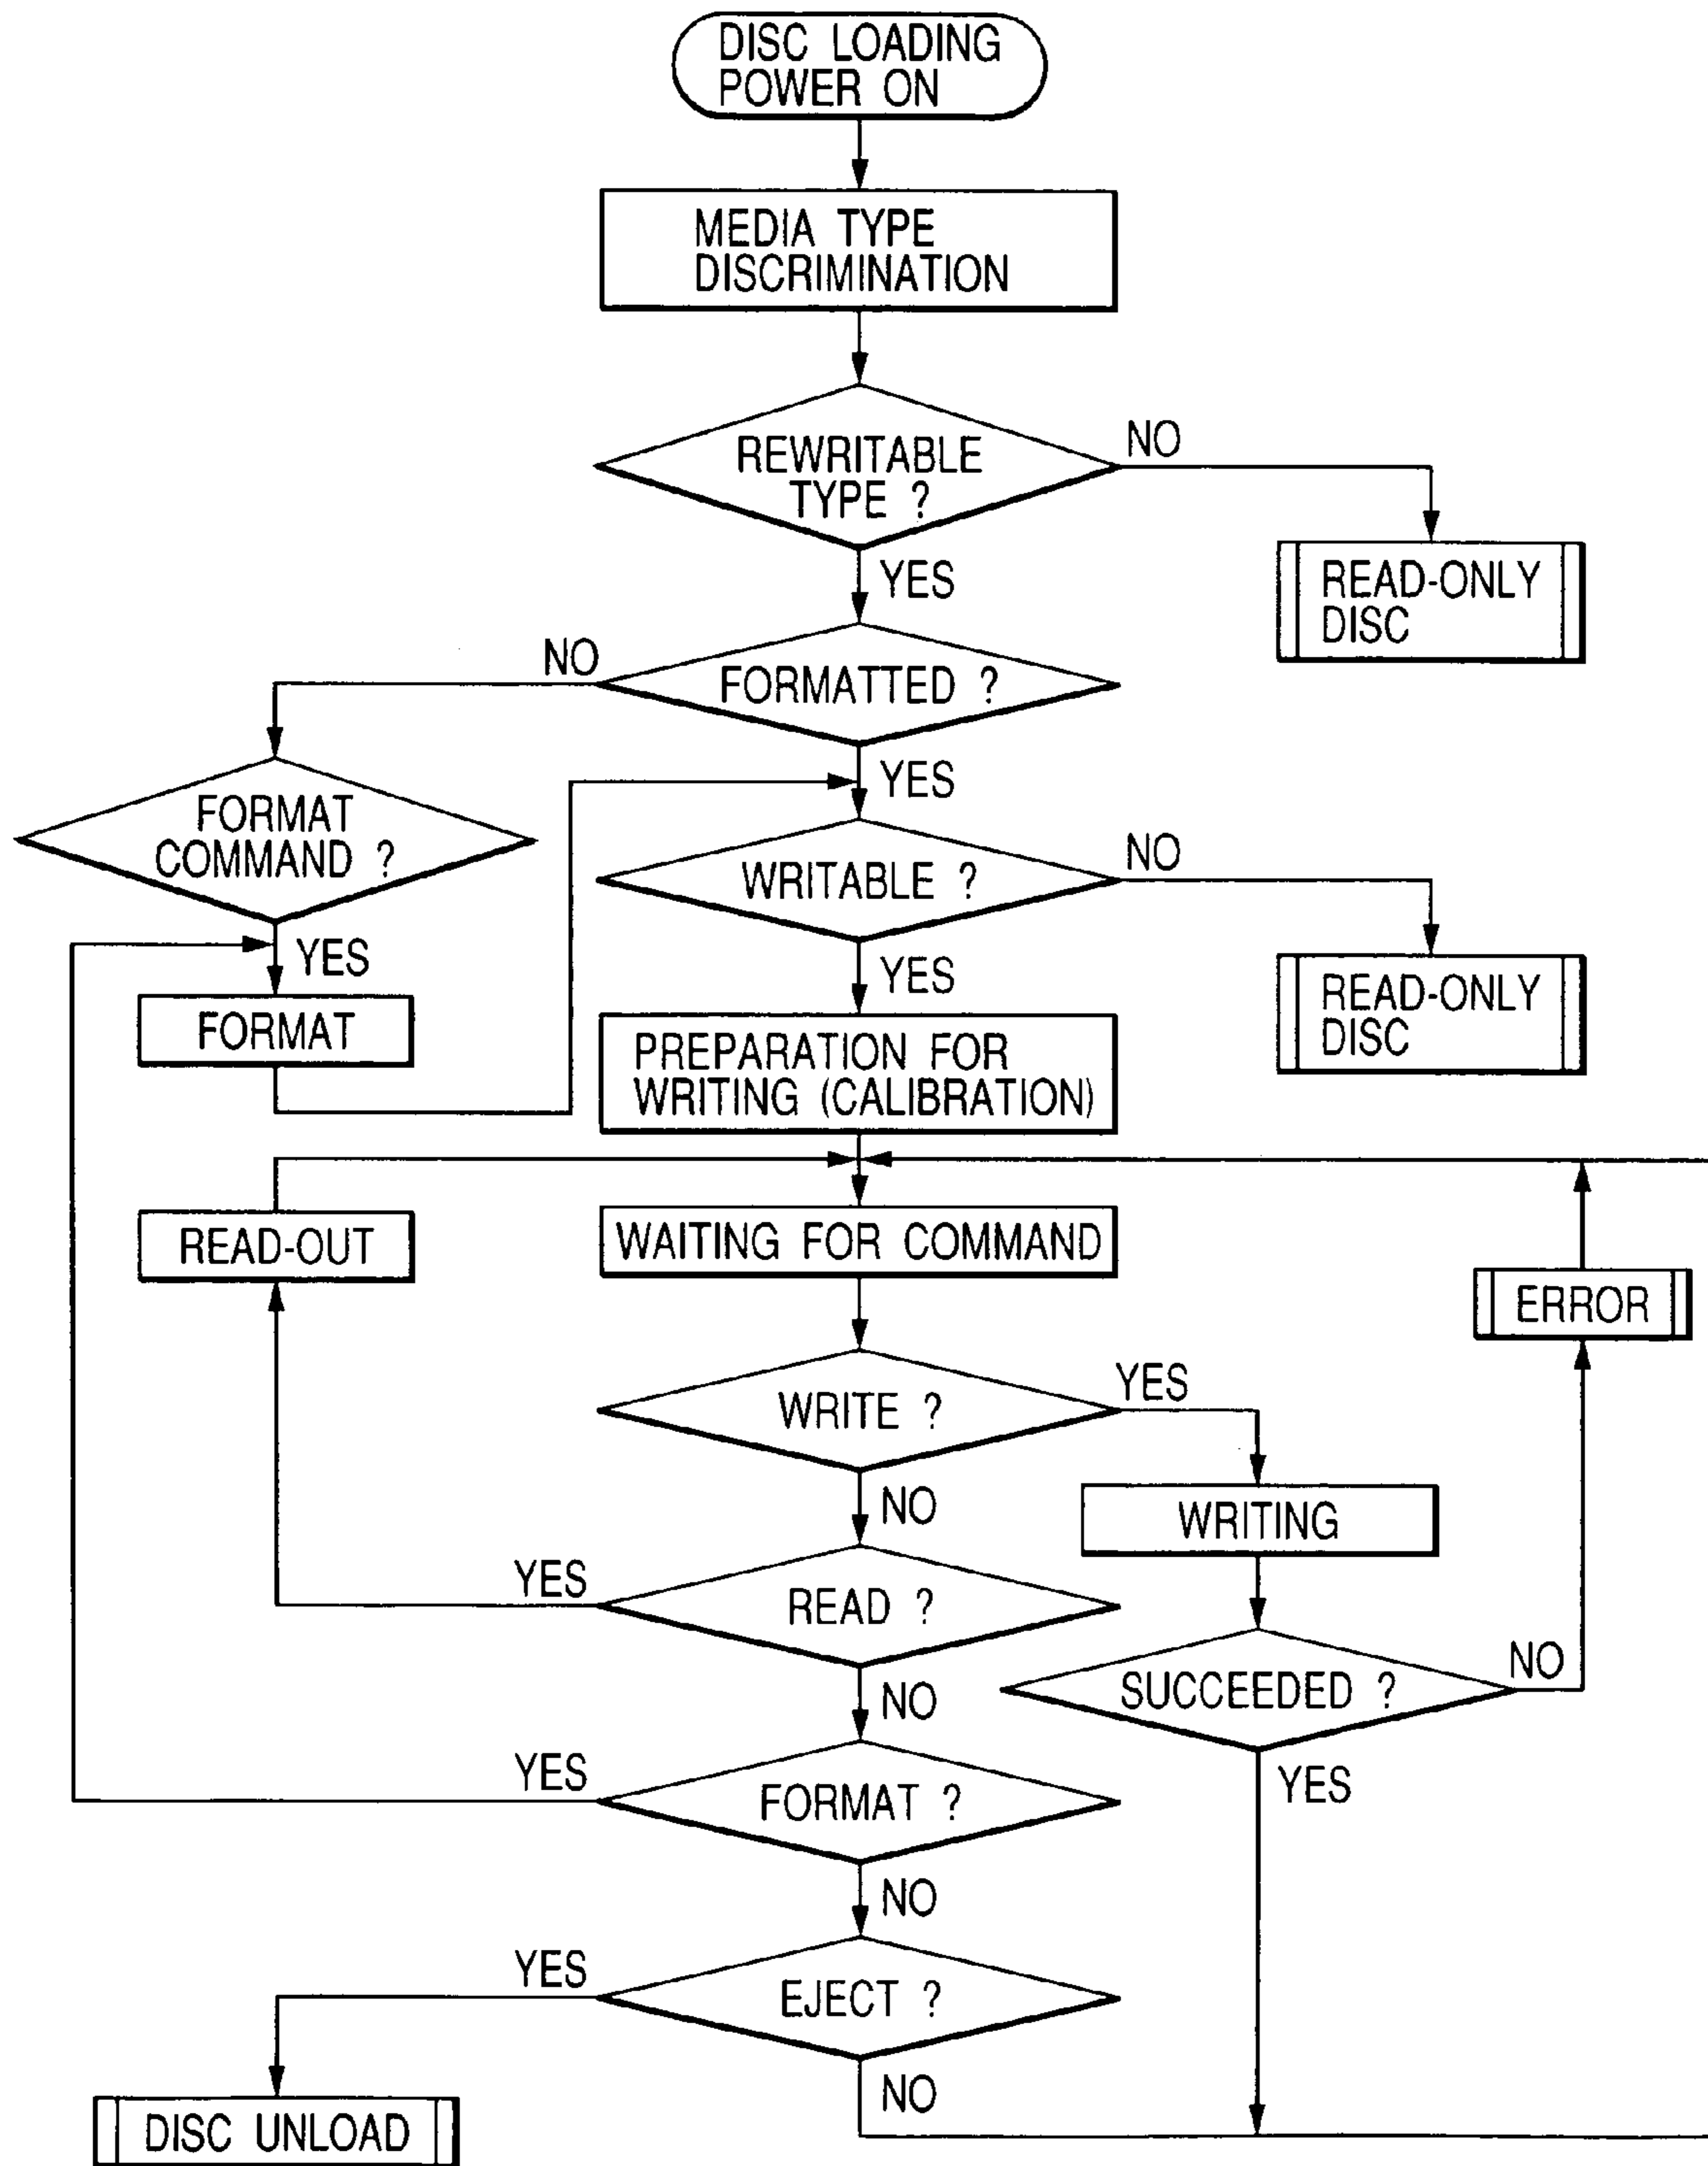 DISC LOADING
POWER ON
MEDIA TYPE
DISCRIMINATION
REWRITABLE
TYPE ?
NO
READ-ONLY
DISC
YES
NO
FORMATTED ?
YES
FORMAT
COMMAND ?
WRITABLE ?
NO
YES
YES
READ-ONLY
DISC
FORMAT
PREPARATION FOR
WRITING (CALIBRATION)
READ-OUT
WAITING FOR COMMAND
ERROR
WRITE ?
YES
NO
WRITING
YES
READ ?
NO
SUCCEEDED ?
NO
YES
YES
FORMAT ?
NO
YES
EJECT ?
NO
DISC UNLOAD